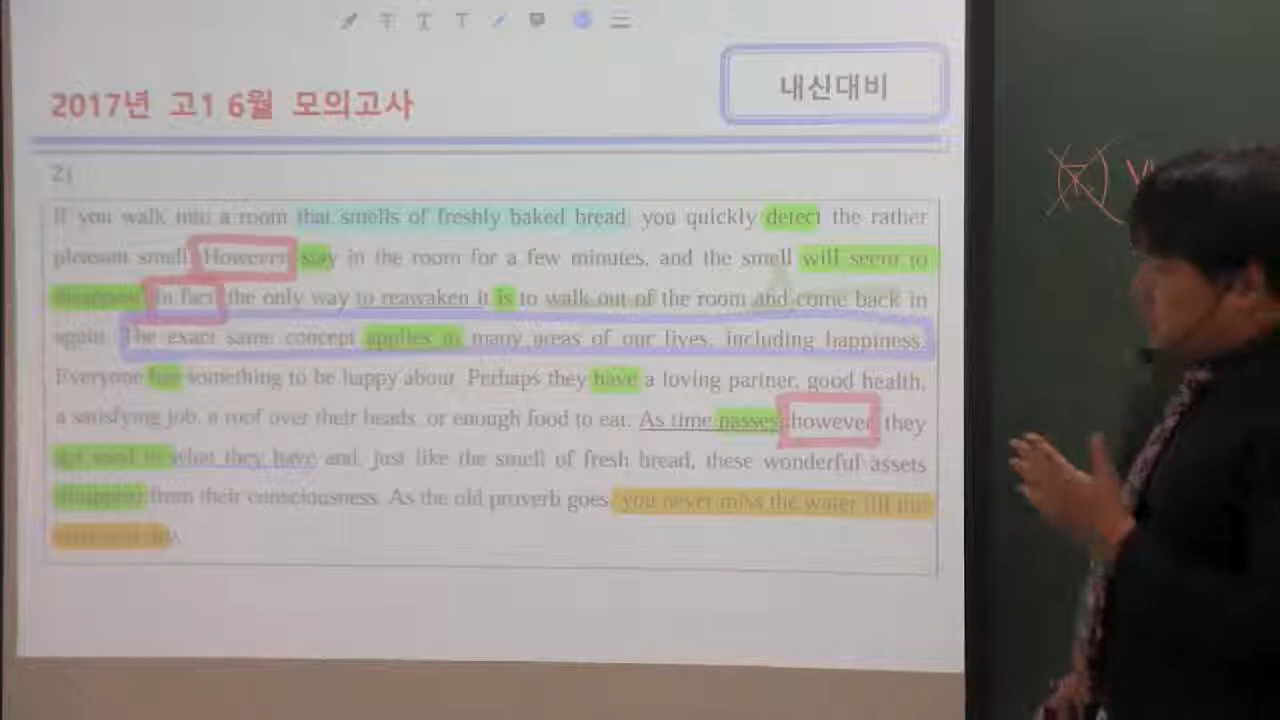 2017년 고1 6월 모의고사
내신대비
If you walk into a room that smells of freshly baked bread, you quickly detect the rather
pleasant smell. However, stay in the room for a few minutes, and the smell will seem to
disappear. In fact, the only way to reawaken it is to walk out of the room and come back in
again. The exact same concept applies to many areas of our lives, including happiness.
Everyone has something to be happy about. Perhaps they have a loving partner, good health,
a satisfying job, a roof over their heads, or enough food to eat. As time passes, however, they
get used to what they have and, just like the smell of fresh bread, these wonderful assets
disappear from their consciousness. As the old proverb goes, you never miss the water till